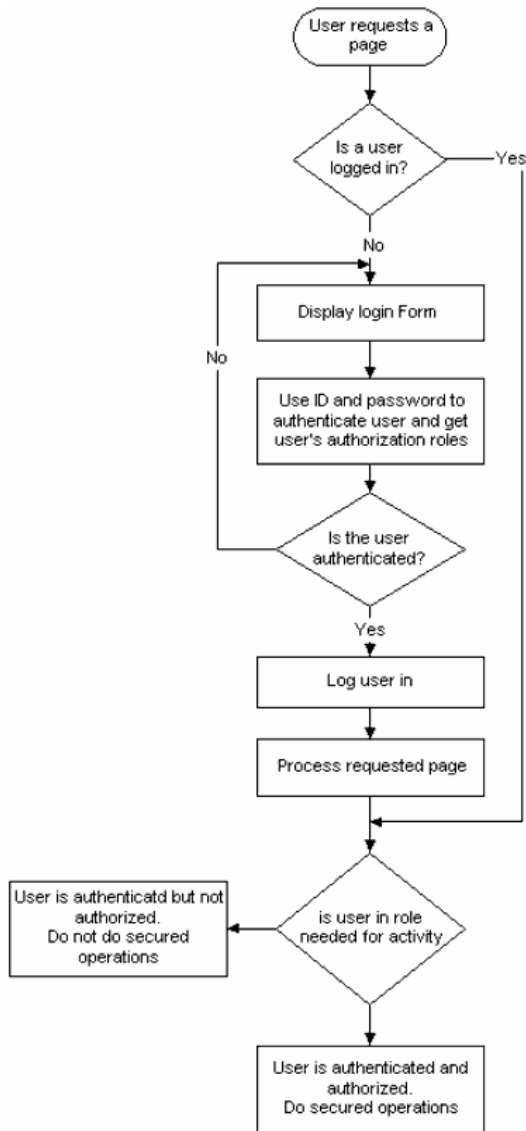 User requests a
page
Is a user
logged in?
Yes
No
Display login Form
No
Use ID and password to
authenticate user and get
user's authorization roles
Is the user
authenticated?
Yes
Log user in
Process requested page
User is authenticatd but not
authorized.
Do not do secured
operations
is user in role
needed for activity
User is authenticated and
authorized.
Do secured operations